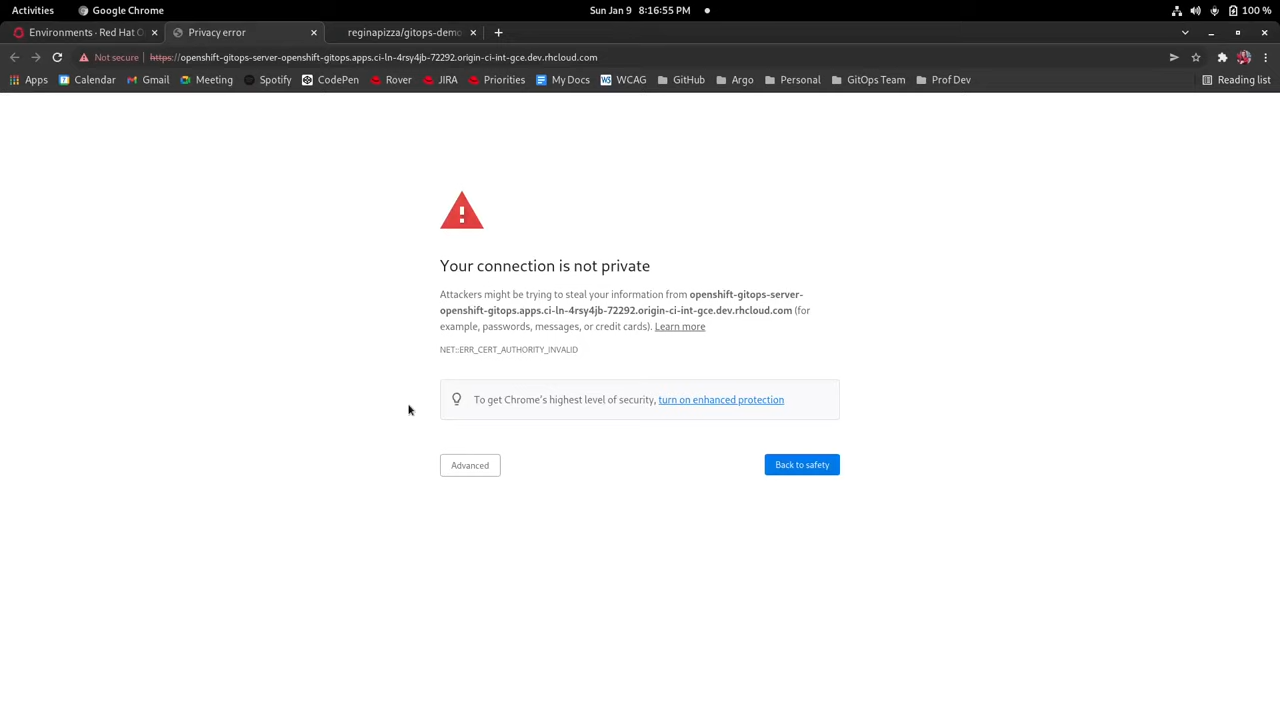 Activities
Google Chrome
Sun Jan 9 8:16:55 PM
100 %
Environments · Red Hat O
Privacy error
reginapizza/gitops-demo
Not secure
https://openshift-gitops-server-openshift-gitops.apps.ci-ln-4rsy4jb-72292.origin-ci-int-gce.dev.rhcloud.com
Apps
Calendar
Gmail
Meeting
Spotify
CodePen
Rover
JIRA
Priorities
My Docs
WCAG
GitHub
Argo
Personal
GitOps Team
Prof Dev
Reading list
Your connection is not private
Attackers might be trying to steal your information from openshift-gitops-server-
openshift-gitops.apps.ci-ln-4rsy4jb-72292.origin-ci-int-gce.dev.rhcloud.com (for
example, passwords, messages, or credit cards). Learn more
NET::ERR_CERT_AUTHORITY_INVALID
To get Chrome's highest level of security, turn on enhanced protection
Advanced
Back to safety